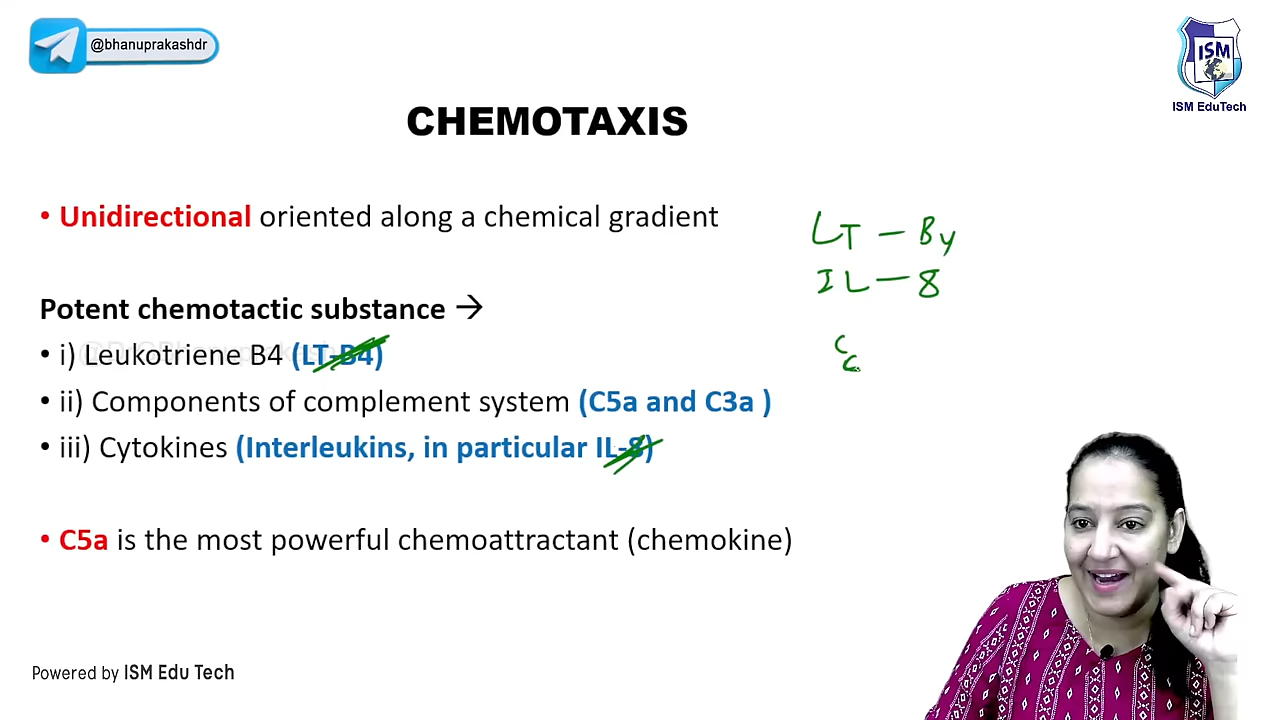 @bhanuprakashdr
ISM
ISM EduTech
CHEMOTAXIS
• Unidirectional oriented along a chemical gradient
LT - B4
IL - 8
Potent chemotactic substance →
C
C
• i) Leukotriene B4 (LT-B4)
• ii) Components of complement system (C5a and C3a )
• iii) Cytokines (Interleukins, in particular IL-8)
• C5a is the most powerful chemoattractant (chemokine)
Powered by ISM Edu Tech